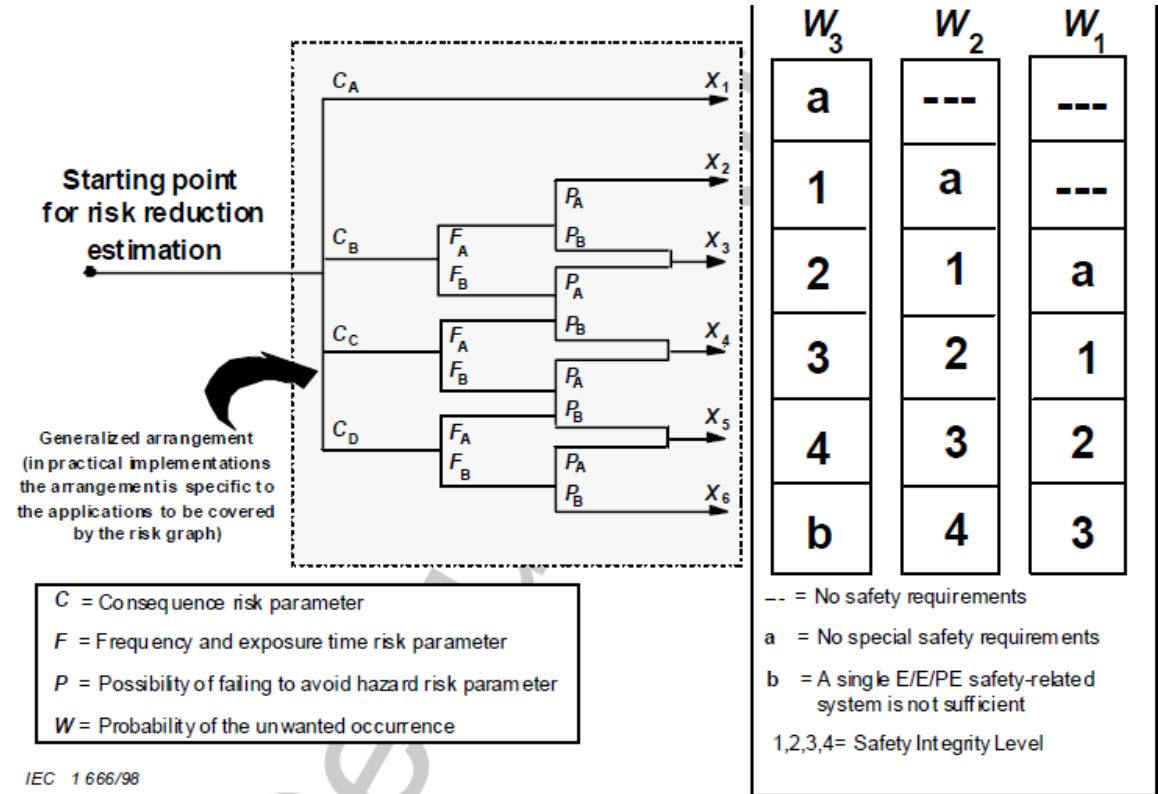 W3 W2 W1
CA X1
a --- ---
X2
Starting point
for risk reduction
estimation
PA
1 a ---
CB FA PB X3
FB PA
2 1 a
CC FA PB X4
FB PA
3 2 1
CD FA PB X5
FB PA
4 3 2
PB X6
b 4 3
Generalized arrangement
(in practical implementations
the arrangement is specific to
the applications to be covered
by the risk graph)
C = Consequence risk parameter
F = Frequency and exposure time risk parameter
P = Possibility of failing to avoid hazard risk parameter
W = Probability of the unwanted occurrence
-- = No safety requirements
a = No special safety requirements
b = A single E/E/PE safety-related
system is not sufficient
1,2,3,4= Safety Integrity Level
IEC 1 666/98